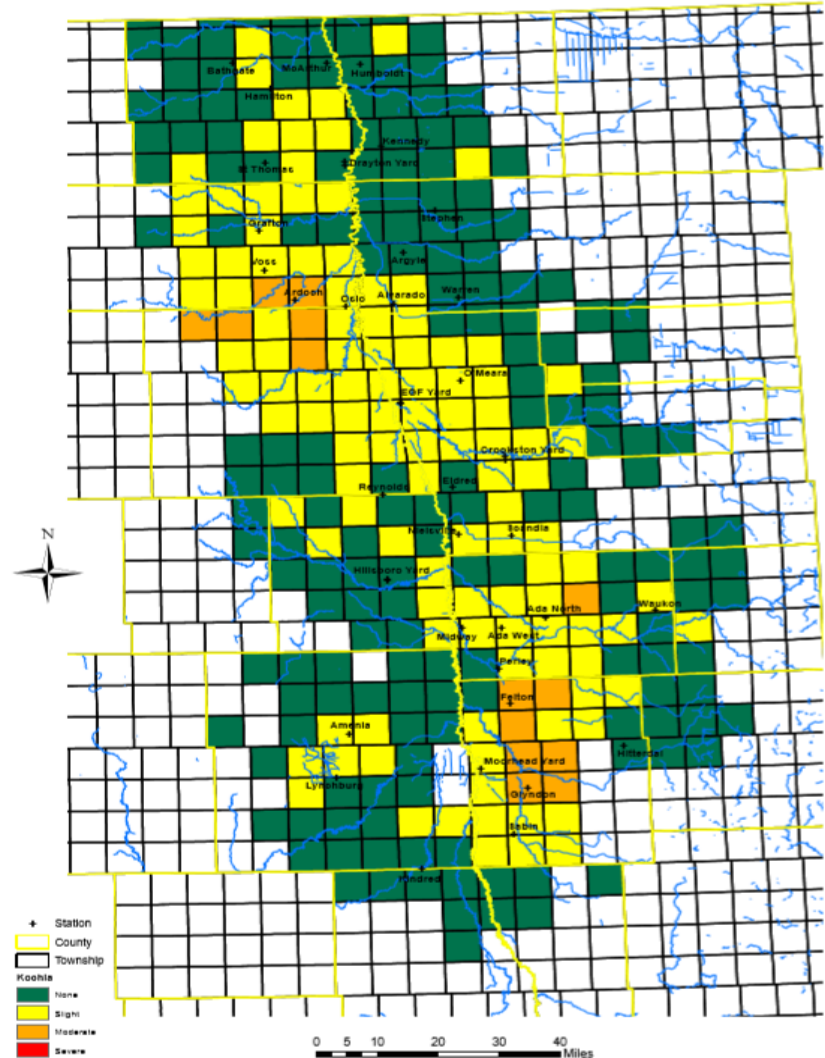 Bathgate
McArthur
Humboldt
Hamilton
Kennedy
St Thomas
Drayton Yard
Stephen
Grafton
Argyle
Voss
Ardoch
Oslo
Alvarado
Warren
O'Meara
EGF Yard
Crookston Yard
Reynolds
Eldred
Nielsville
Scandia
Hillsboro Yard
Ada North
Waukon
Midway
Ada West
Perley
Felton
Amenia
Hitterdal
Moorhead Yard
Lynchburg
Glyndon
Sabin
Kindred
N
Station
County
Township
Kochia
None
Slight
Moderate
Severe
0 5 10 20 30 40
Miles